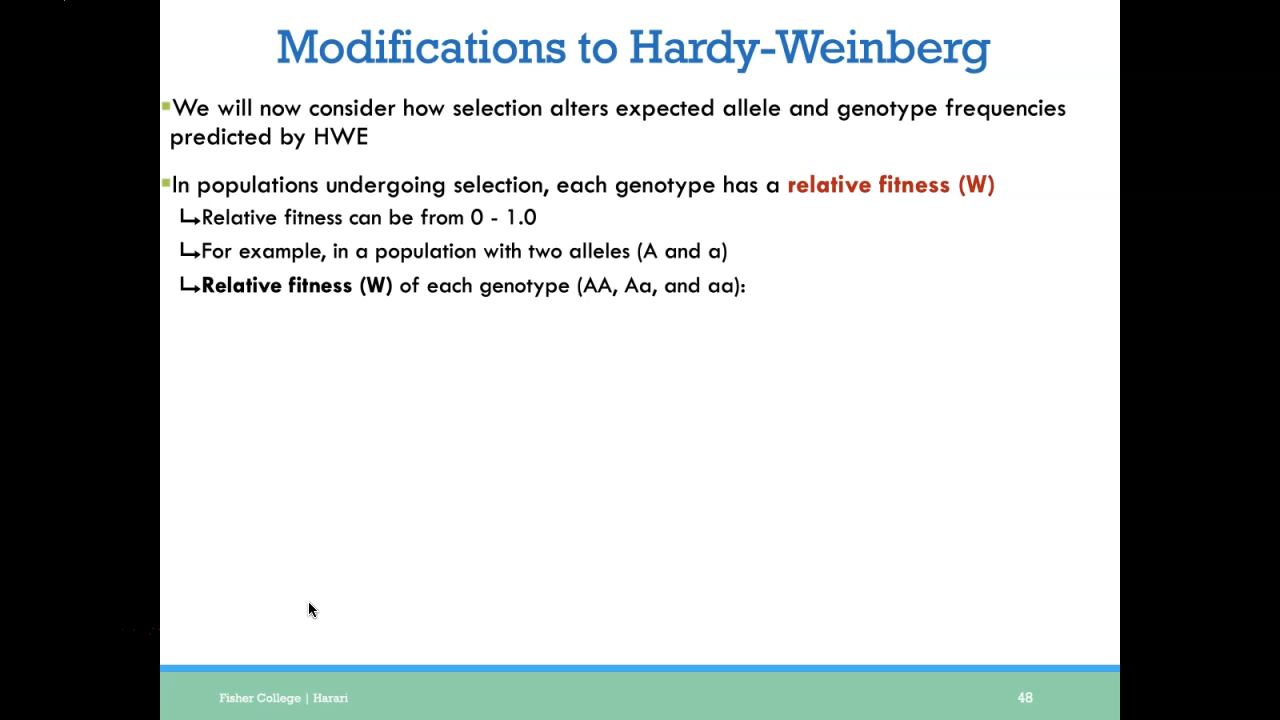 Modifications to Hardy-Weinberg
We will now consider how selection alters expected allele and genotype frequencies
predicted by HWE
In populations undergoing selection, each genotype has a relative fitness (W)
Relative fitness can be from 0 - 1.0
For example, in a population with two alleles (A and a)
Relative fitness (W) of each genotype (AA, Aa, and aa):
Fisher College | Harari
48